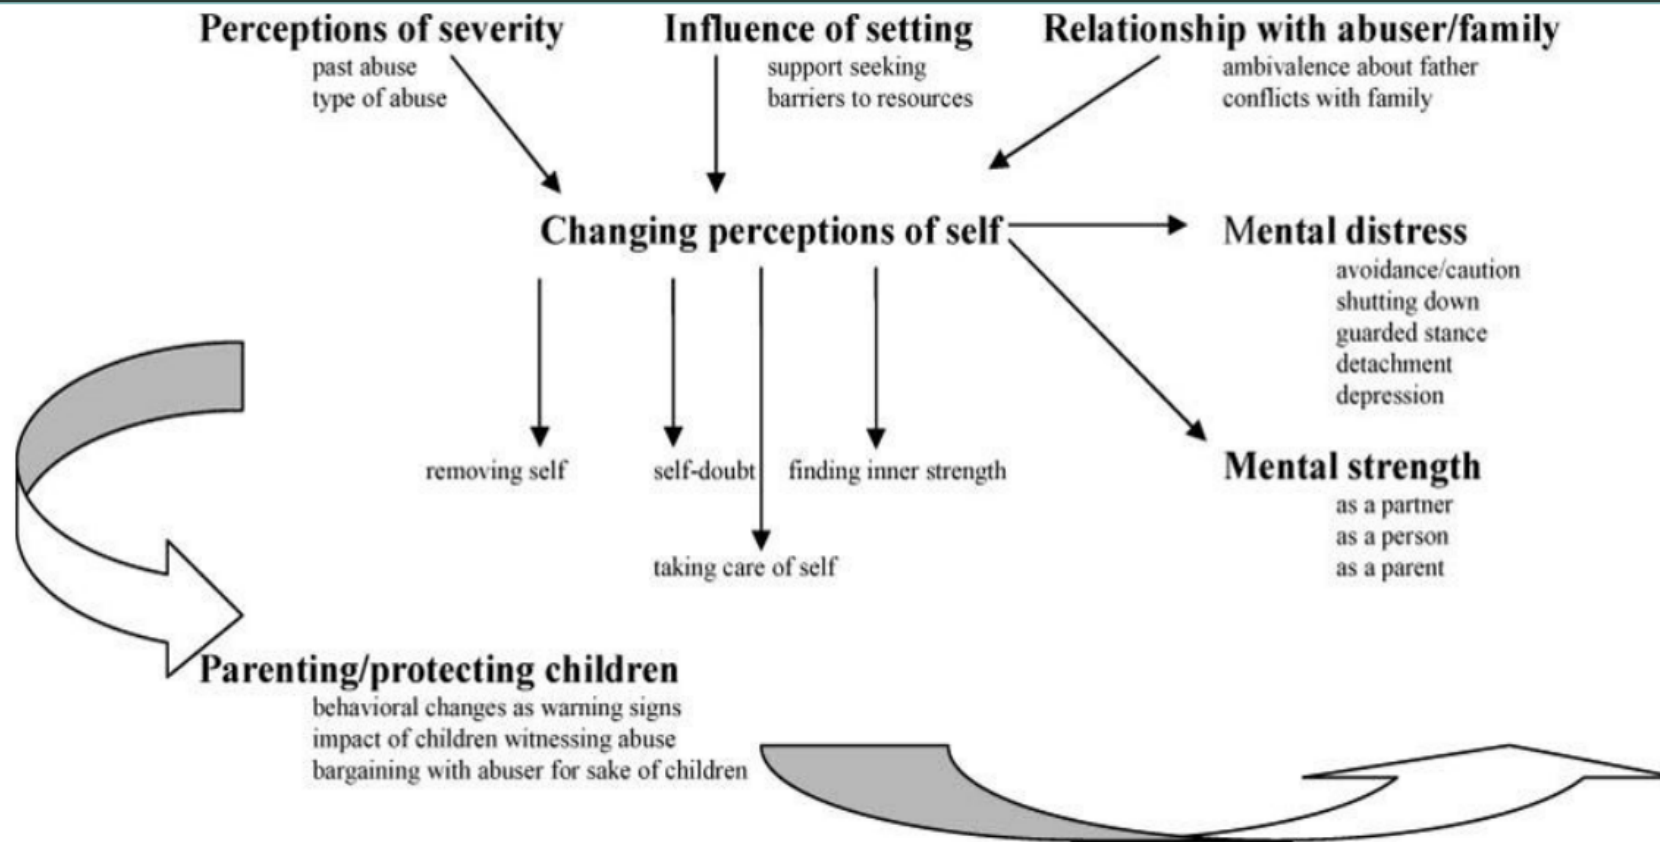 Perceptions of severity
past abuse
type of abuse
Influence of setting
support seeking
barriers to resources
Relationship with abuser/family
ambivalence about father
conflicts with family
Changing perceptions of self
Mental distress
avoidance/caution
shutting down
guarded stance
detachment
depression
removing self
self-doubt
finding inner strength
taking care of self
Mental strength
as a partner
as a person
as a parent
Parenting/protecting children
behavioral changes as warning signs
impact of children witnessing abuse
bargaining with abuser for sake of children